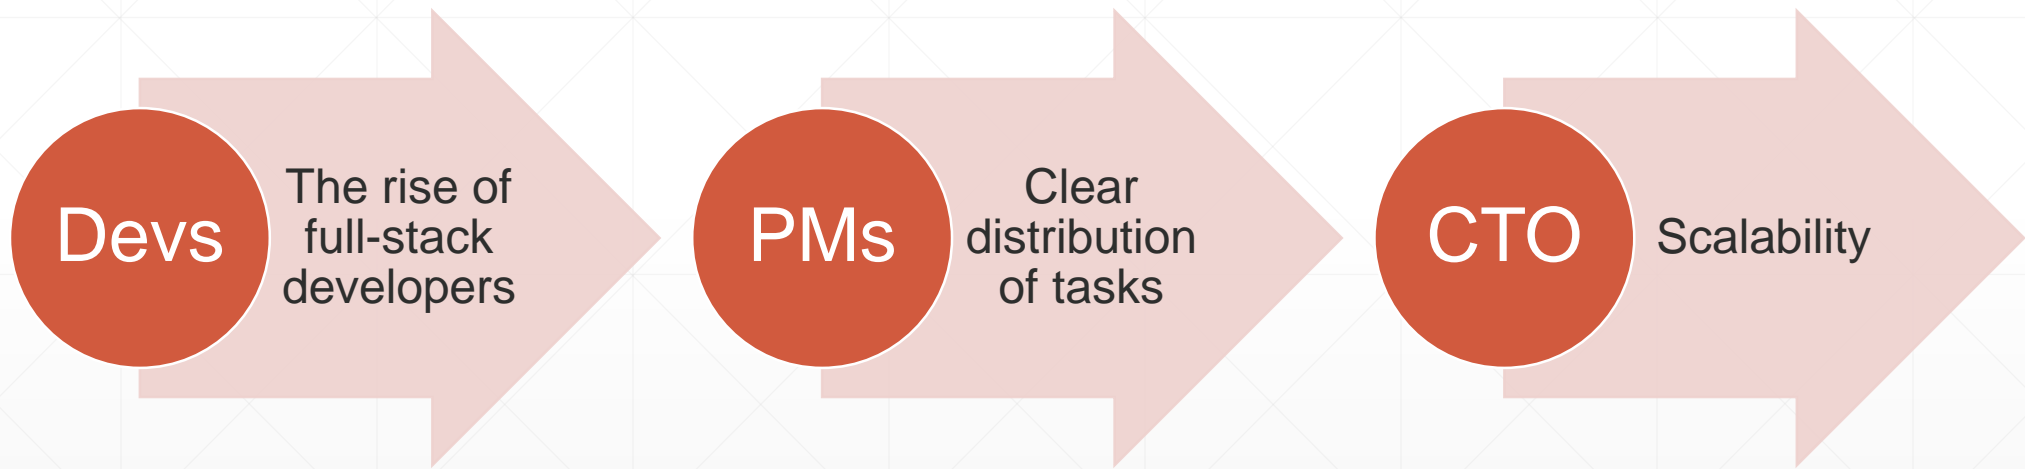 Devs
The rise of
full-stack
developers
PMs
Clear
distribution
of tasks
CTO
Scalability